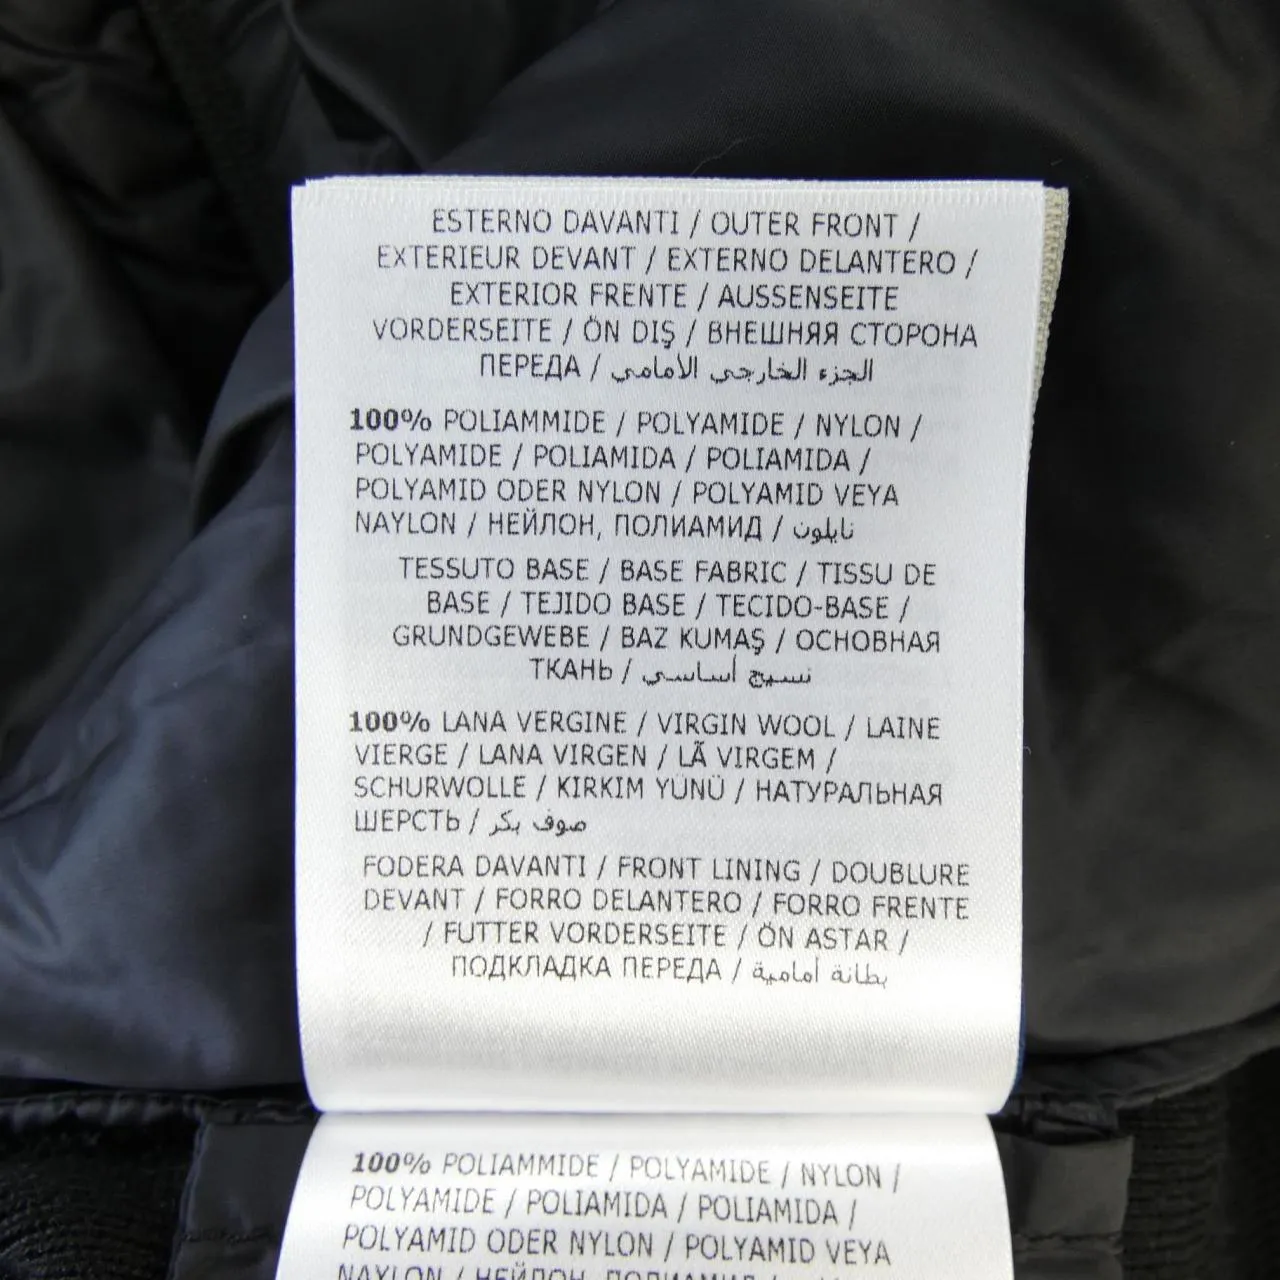 ESTERNO DAVANTI / OUTER FRONT /
EXTERIEUR DEVANT / EXTERNO DELANTERO /
EXTERIOR FRENTE / AUSSENSEITE
VORDERSEITE / ÖN DIŞ / ВНЕШНЯЯ СТОРОНА
ПЕРЕДА / الجزء الخارجي الأمامي
100% POLIAMMIDE / POLYAMIDE / NYLON /
POLYAMIDE / POLIAMIDA / POLIAMIDA /
POLYAMID ODER NYLON / POLYAMID VEYA
NAYLON / НЕЙЛОН, ПОЛИАМИД / نايلون
TESSUTO BASE / BASE FABRIC / TISSU DE
BASE / TEJIDO BASE / TECIDO-BASE /
GRUNDGEWEBE / BAZ KUMAŞ / ОСНОВНАЯ
ТКАНЬ / نسيج أساسي
100% LANA VERGINE / VIRGIN WOOL / LAINE
VIERGE / LANA VIRGEN / LÃ VIRGEM /
SCHURWOLLE / KIRKIM YÜNÜ / НАТУРАЛЬНАЯ
ШЕРСТЬ / صوف بكر
FODERA DAVANTI / FRONT LINING / DOUBLURE
DEVANT / FORRO DELANTERO / FORRO FRENTE
/ FUTTER VORDERSEITE / ÖN ASTAR /
ПОДКЛАДКА ПЕРЕДА / بطانة أمامية
100% POLIAMMIDE / POLYAMIDE / NYLON /
POLYAMIDE / POLIAMIDA / POLIAMIDA /
POLYAMID ODER NYLON / POLYAMID VEYA
NAYLON / НЕЙЛОН, ПОЛИАМИД /